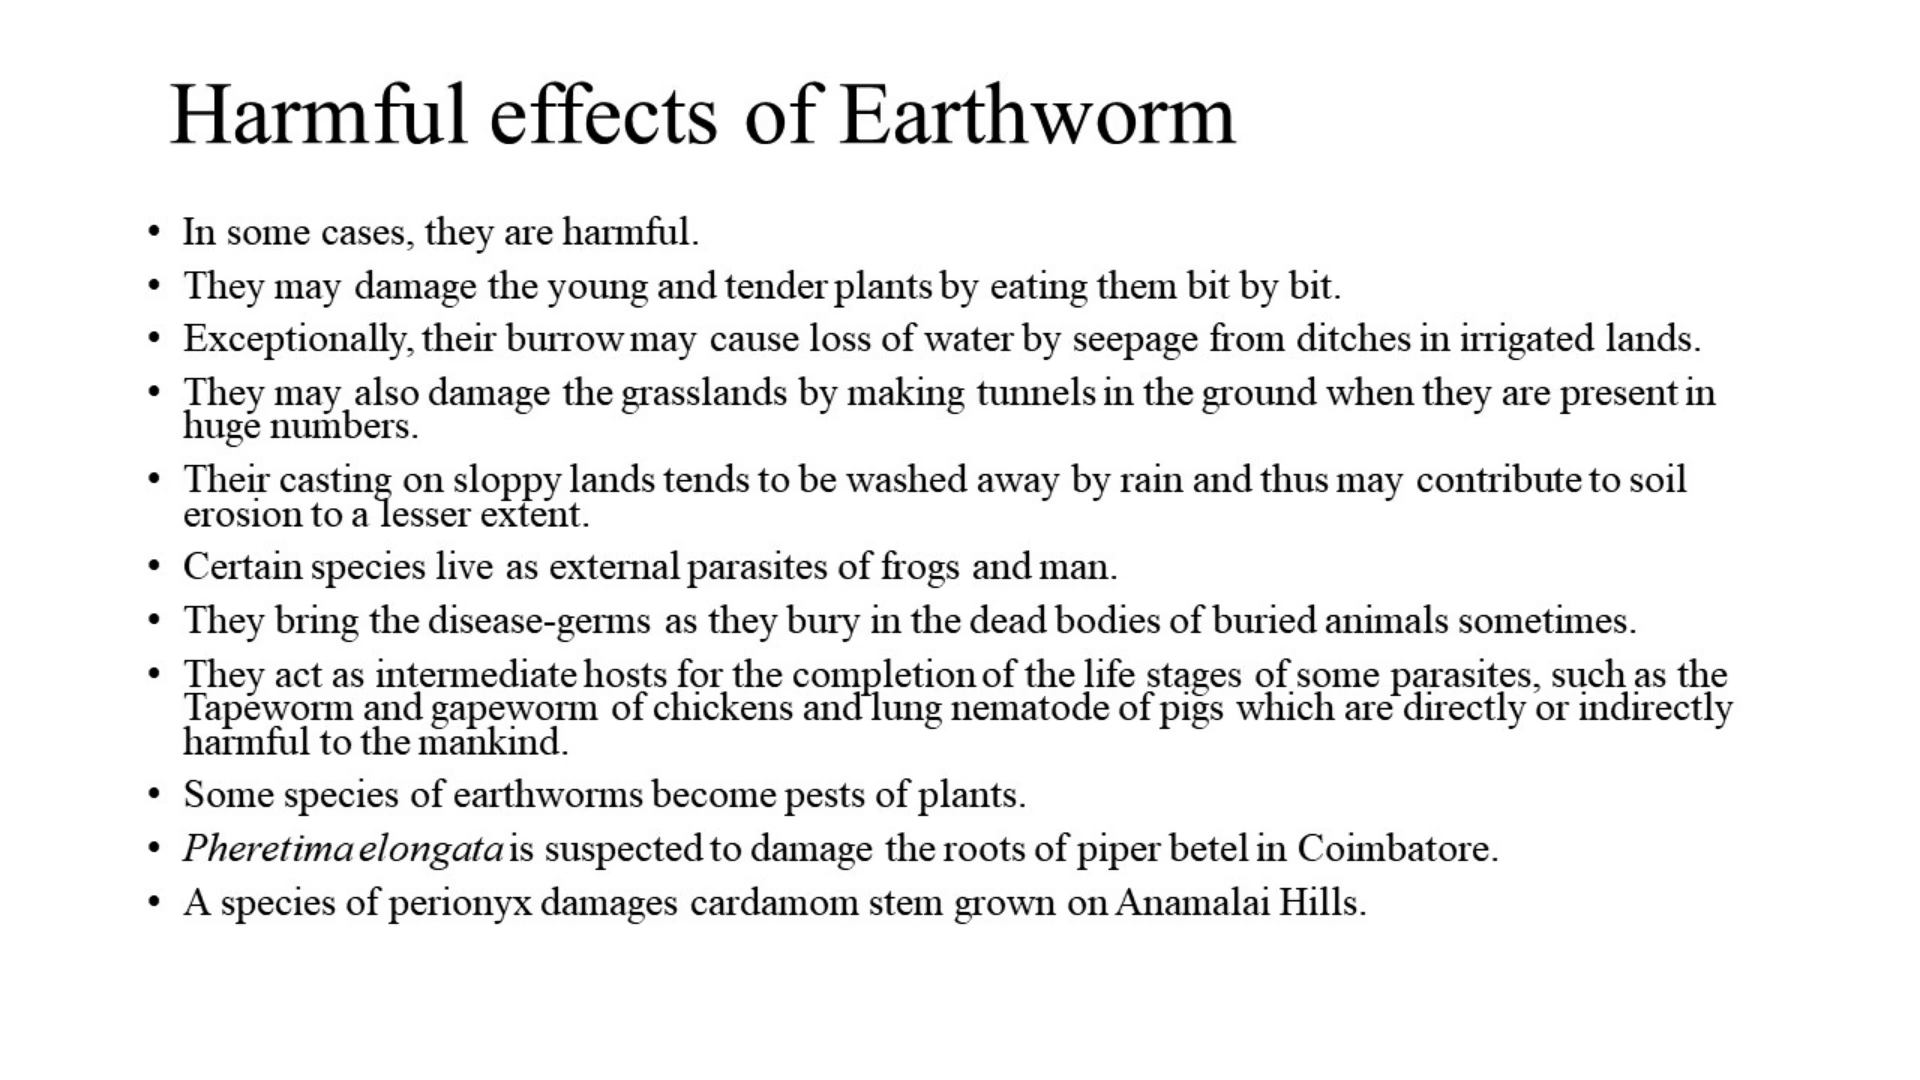 Harmful effects of Earthworm
• In some cases, they are harmful.
• They may damage the young and tender plants by eating them bit by bit.
• Exceptionally, their burrow may cause loss of water by seepage from ditches in irrigated lands.
• They may also damage the grasslands by making tunnels in the ground when they are present in
huge numbers.
• Their casting on sloppy lands tends to be washed away by rain and thus may contribute to soil
erosion to a lesser extent.
• Certain species live as external parasites of frogs and man.
• They bring the disease-germs as they bury in the dead bodies of buried animals sometimes.
• They act as intermediate hosts for the completion of the life stages of some parasites, such as the
Tapeworm and gapeworm of chickens and lung nematode of pigs which are directly or indirectly
harmful to the mankind.
• Some species of earthworms become pests of plants.
• Pheretima elongata is suspected to damage the roots of piper betel in Coimbatore.
• A species of perionyx damages cardamom stem grown on Anamalai Hills.